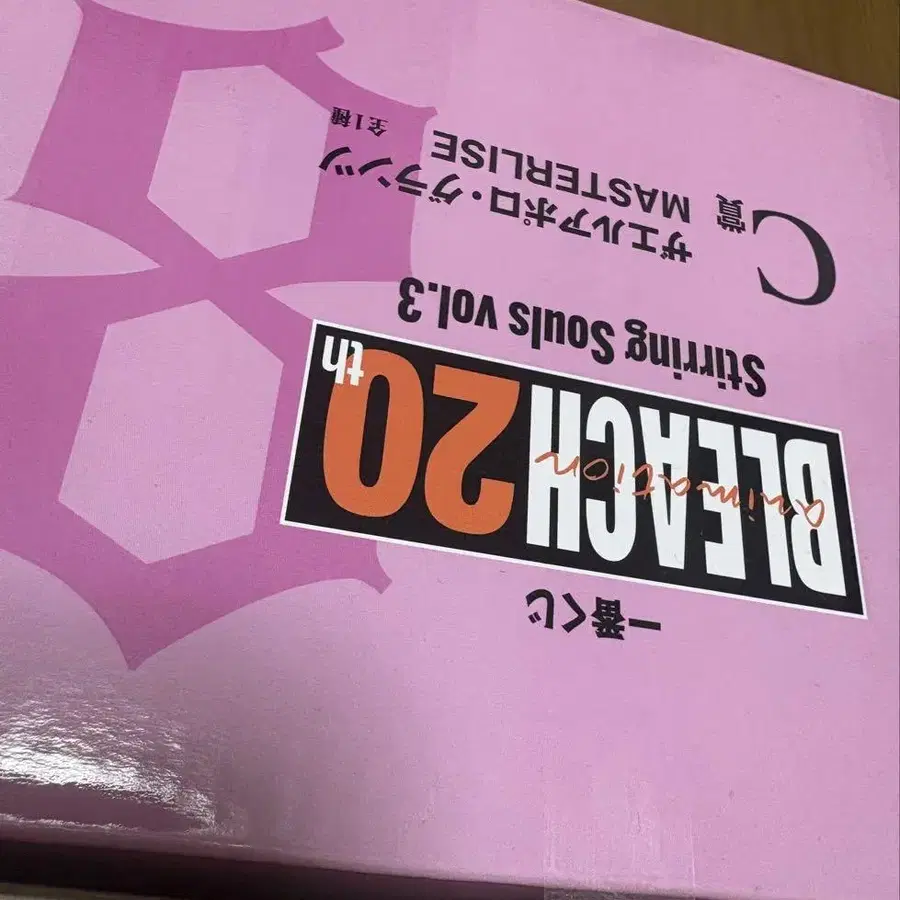 一番くじ
BLEACH 20th
animation
Stirring Souls vol.3
C賞
ザエルアポロ・グランツ
MASTERLISE
全1種